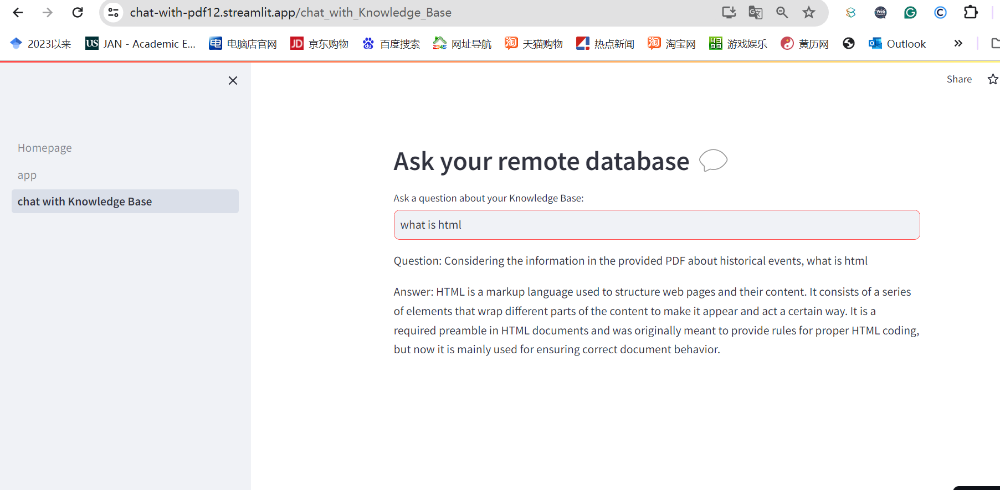 chat-with-pdf12.streamlit.app/chat_with_Knowledge_Base
2023以来 US JAN - Academic E... 电 电脑店官网 JD 京东购物 du 百度搜索 2345 网址导航 淘 天猫购物 热点新闻 淘 淘宝网 游戏娱乐 黄历网 Outlook
Share
Homepage
app
chat with Knowledge Base
Ask your remote database
Ask a question about your Knowledge Base:
what is html
Question: Considering the information in the provided PDF about historical events, what is html
Answer: HTML is a markup language used to structure web pages and their content. It consists of a series
of elements that wrap different parts of the content to make it appear and act a certain way. It is a
required preamble in HTML documents and was originally meant to provide rules for proper HTML coding,
but now it is mainly used for ensuring correct document behavior.